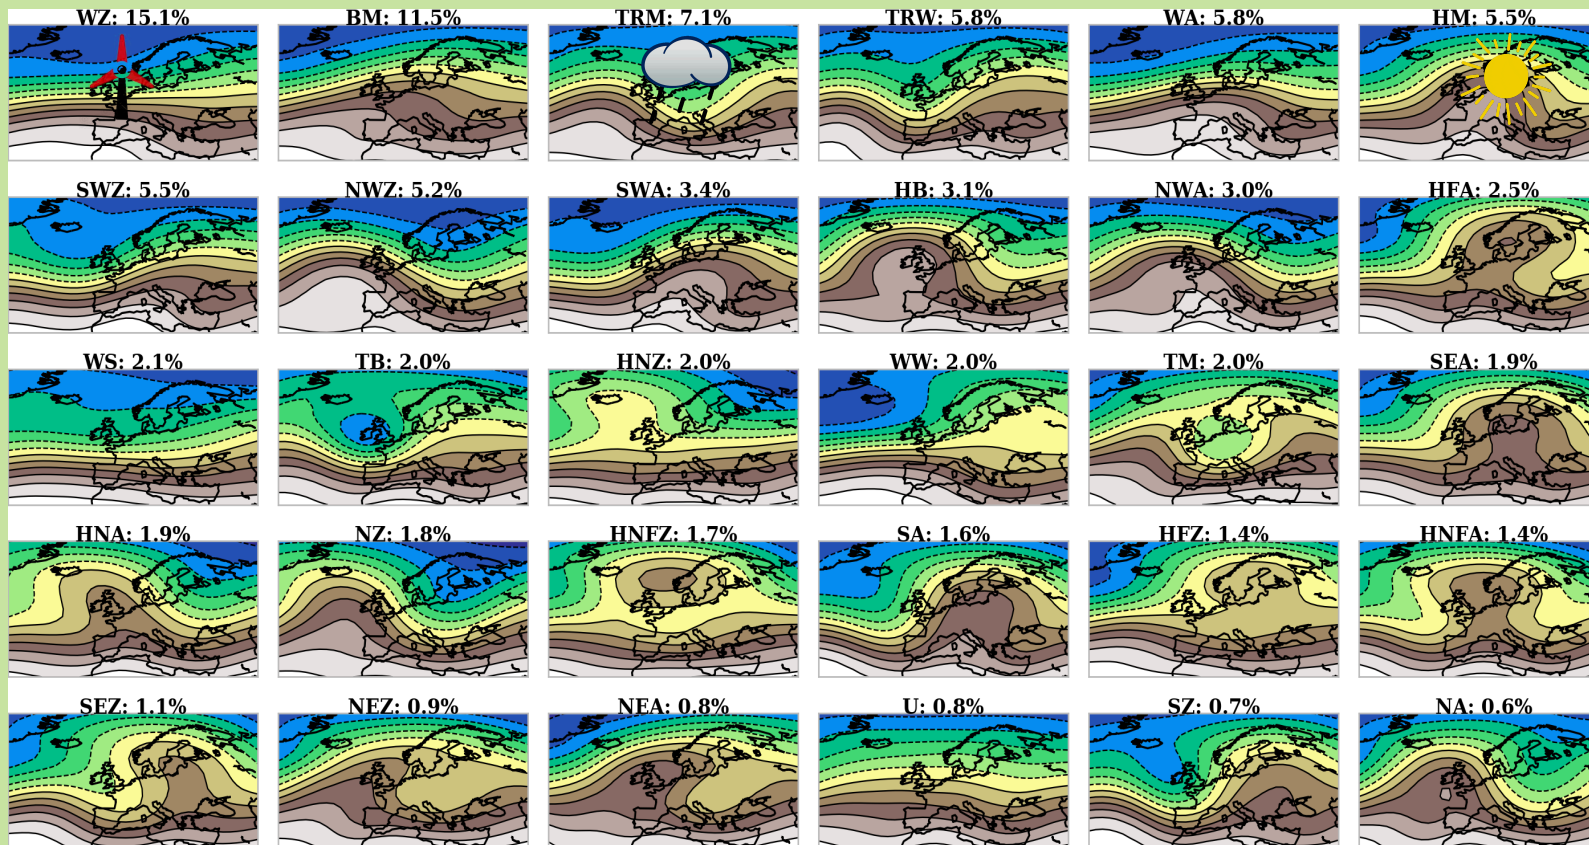 WZ: 15.1% BM: 11.5% TRM: 7.1% TRW: 5.8% WA: 5.8% HM: 5.5%
SWZ: 5.5% NWZ: 5.2% SWA: 3.4% HB: 3.1% NWA: 3.0% HFA: 2.5%
WS: 2.1% TB: 2.0% HNZ: 2.0% WW: 2.0% TM: 2.0% SEA: 1.9%
HNA: 1.9% NZ: 1.8% HNFZ: 1.7% SA: 1.6% HFZ: 1.4% HNFA: 1.4%
SEZ: 1.1% NEZ: 0.9% NEA: 0.8% U: 0.8% SZ: 0.7% NA: 0.6%